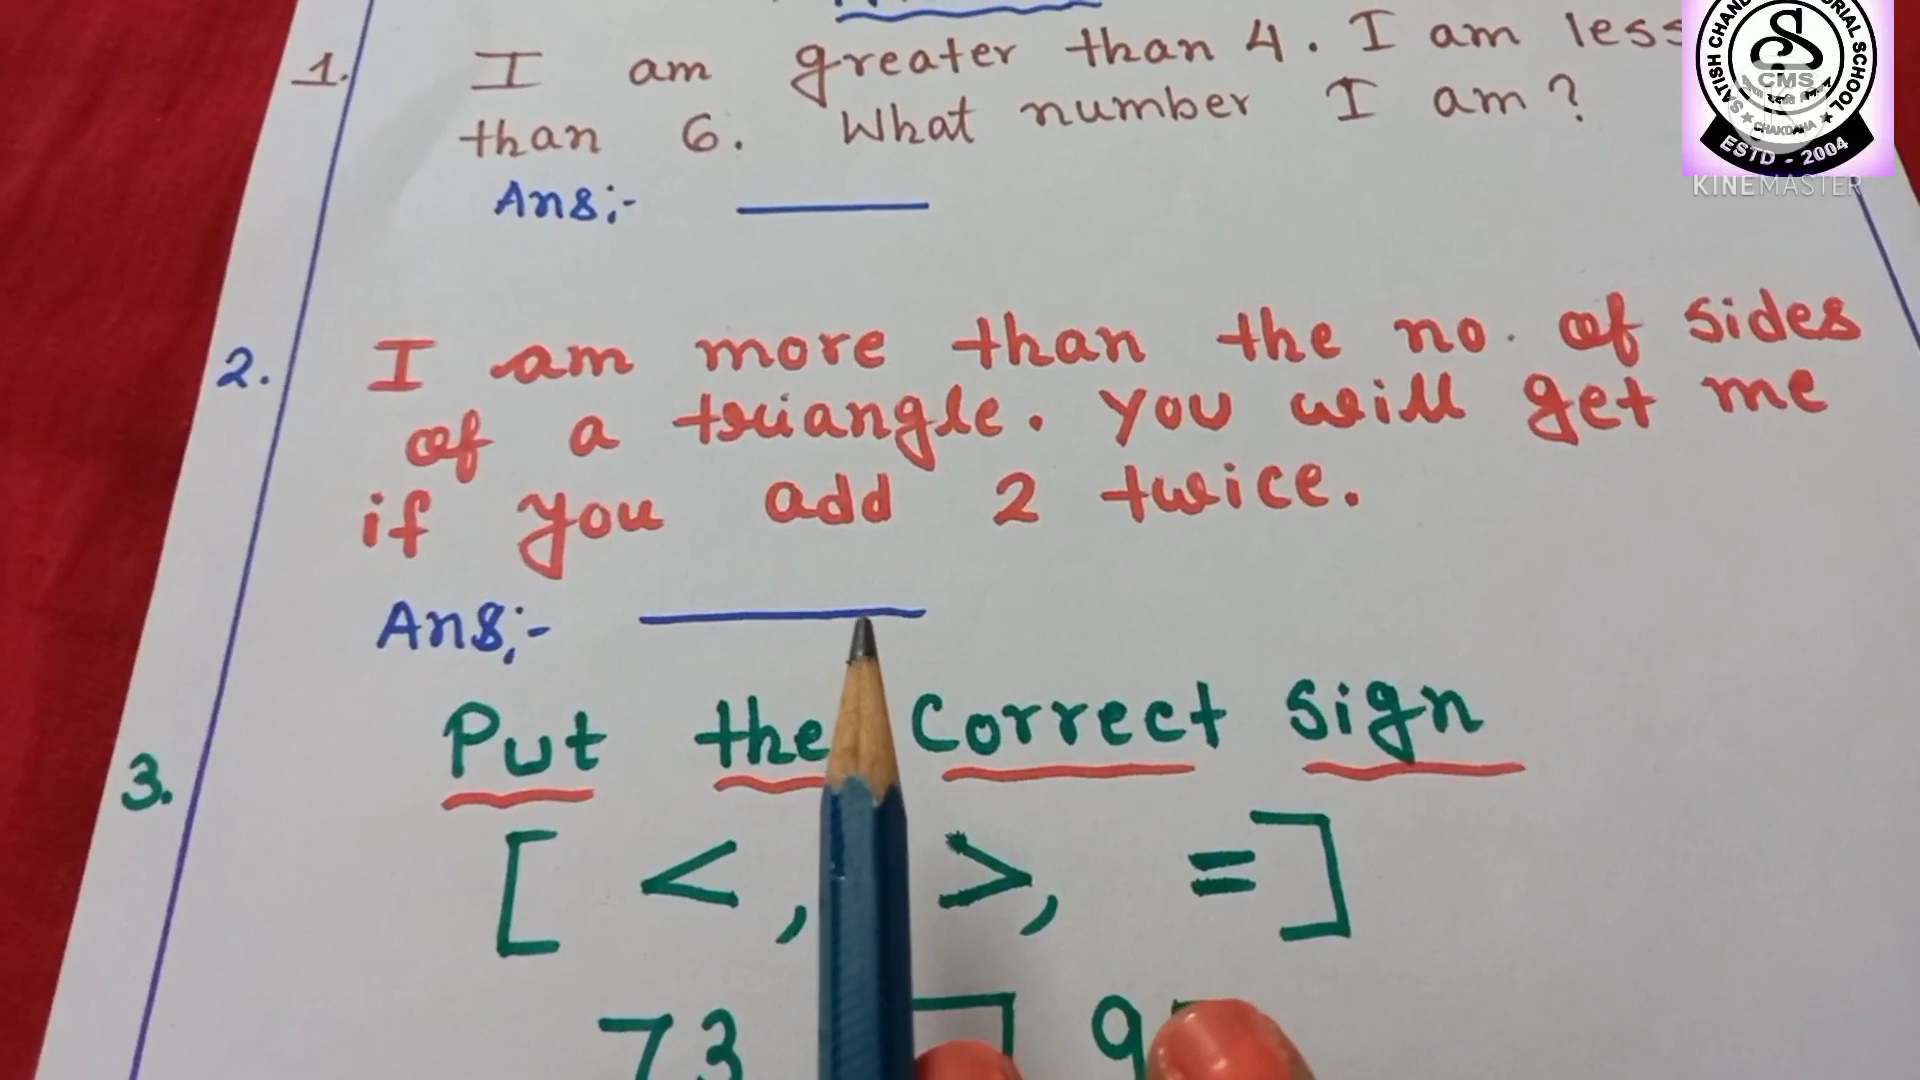 1. I am greater than 4. I am less
than 6. What number I am?
Ans:-
2. I am more than the no. of sides
of a triangle. You will get me
if you add 2 twice.
Ans:-
3. Put the Correct Sign
[ < , > , = ]
73
CMS
CHAKDAHA
ESTD - 2004
KINEMASTER